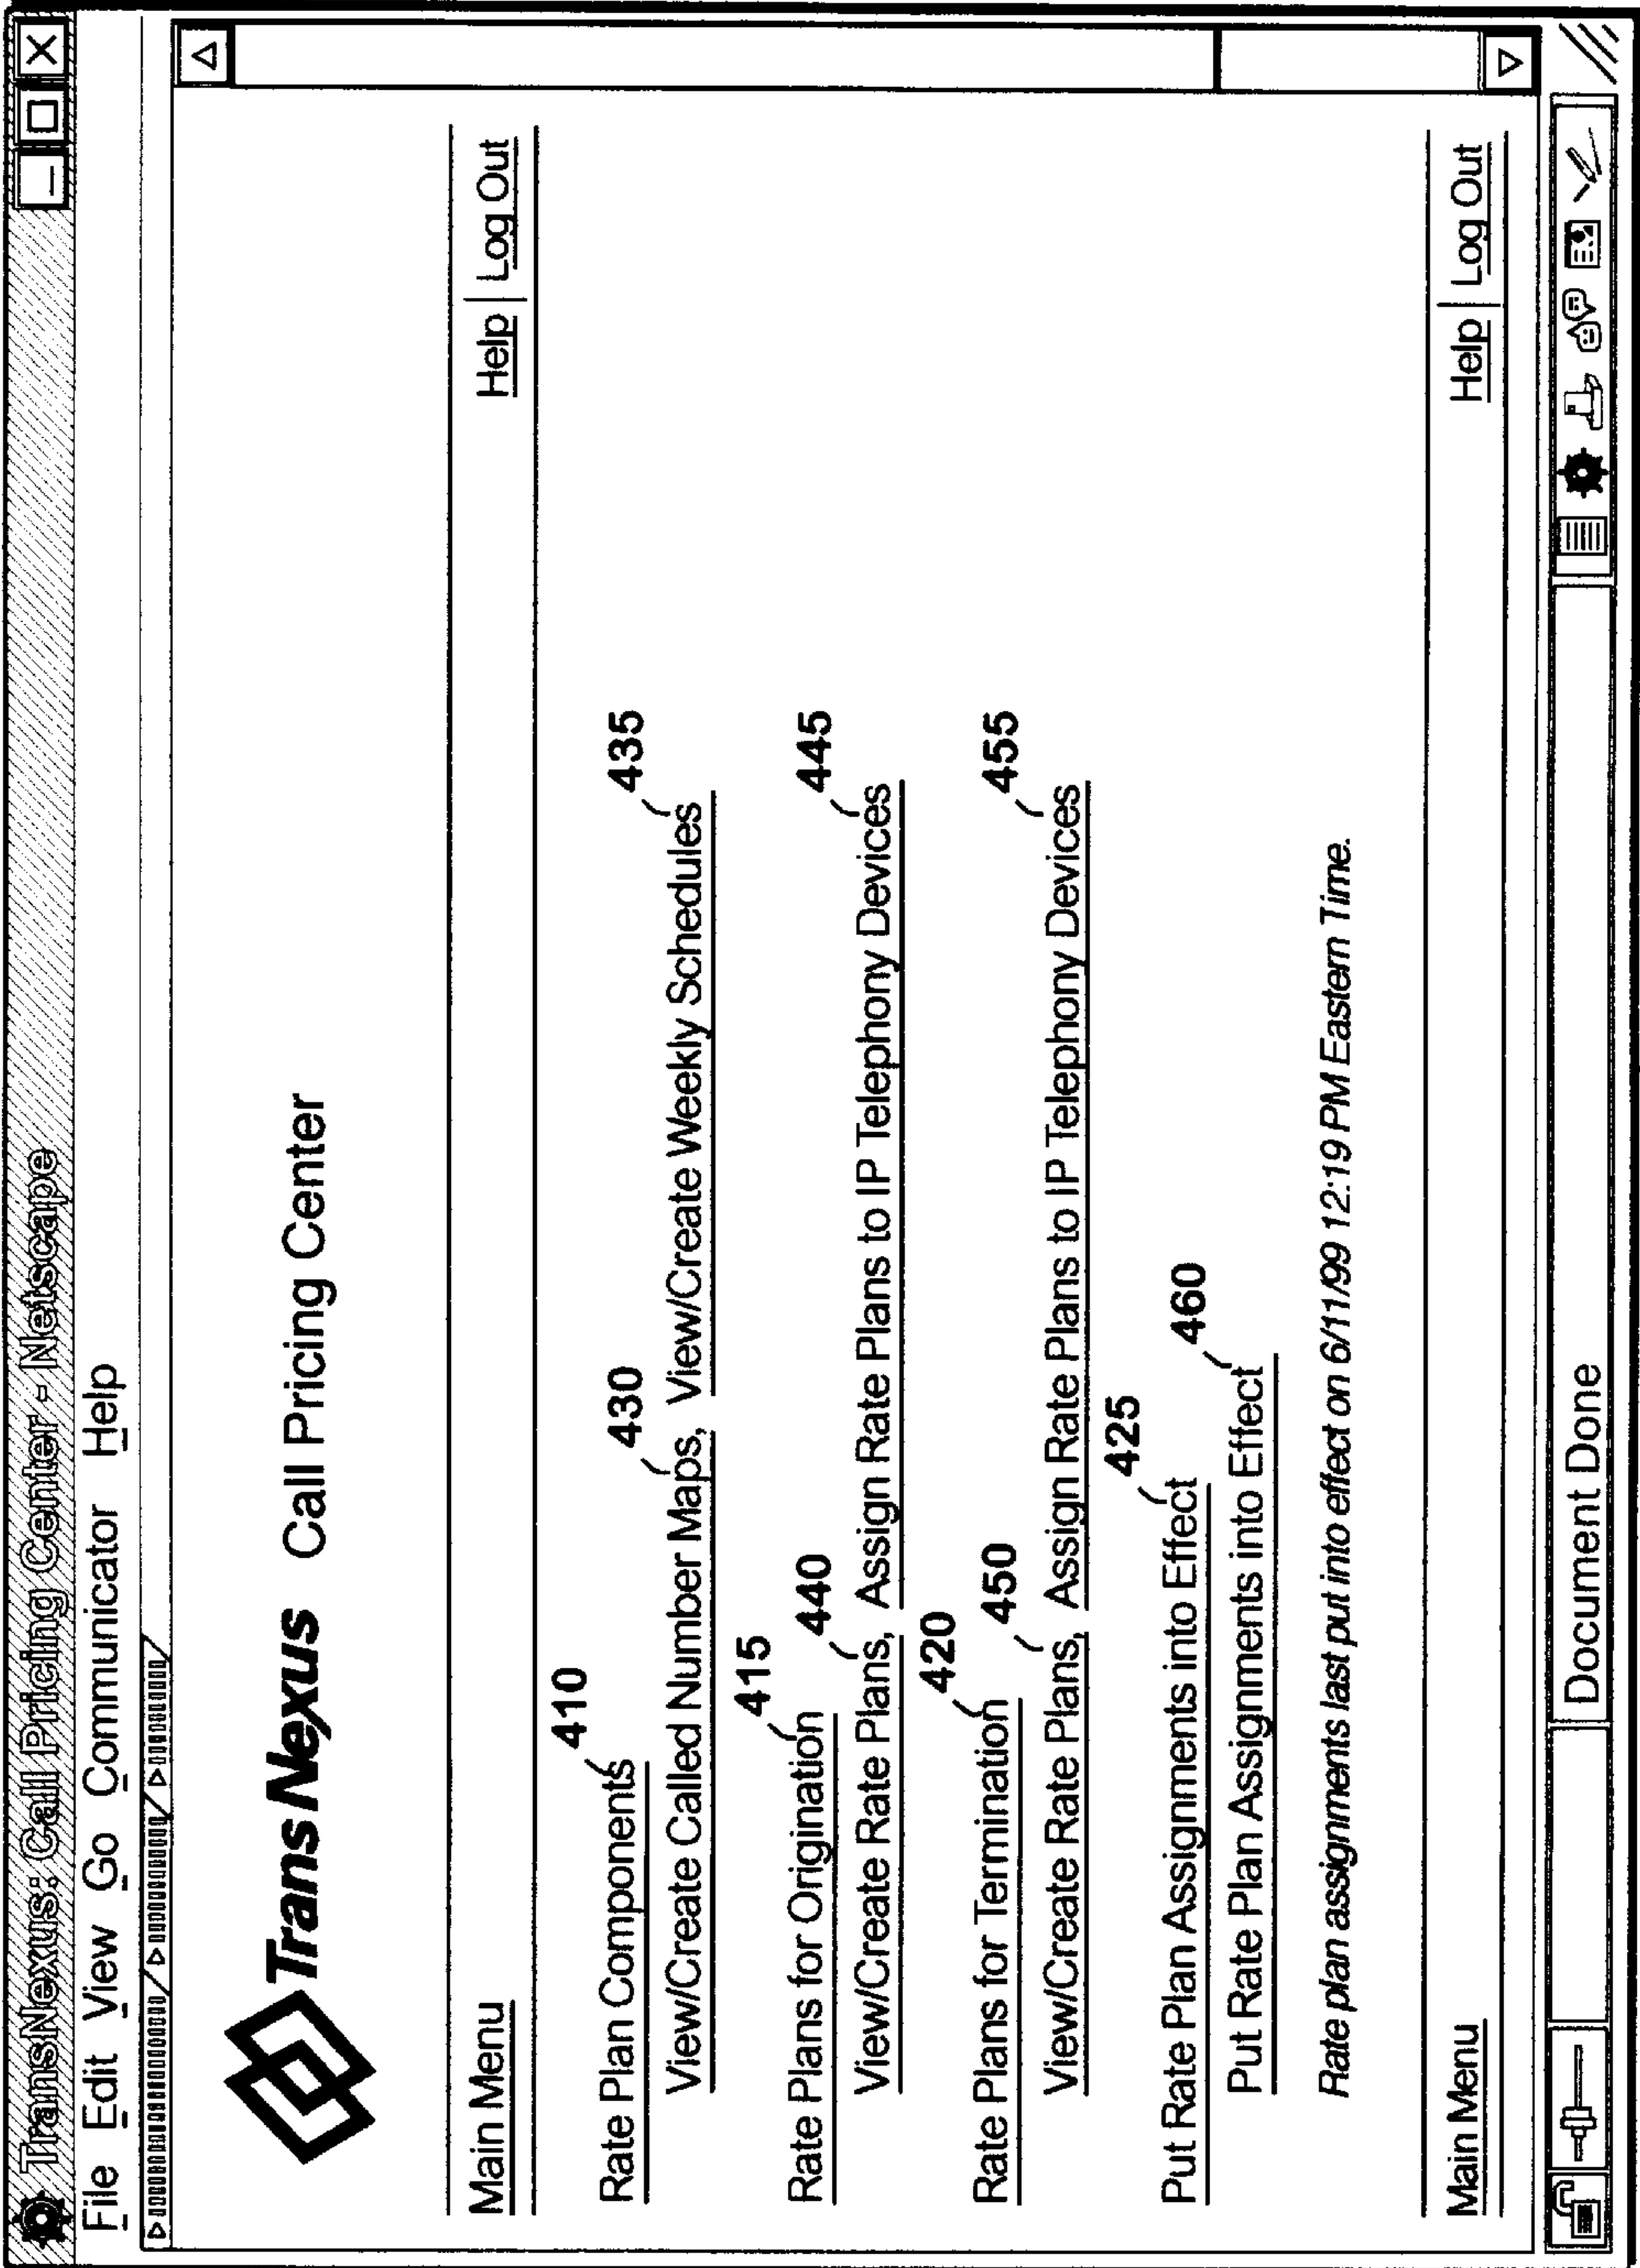 TransNexus: Call Pricing Center - Netscape
File Edit View Go Communicator Help
TransNexus Call Pricing Center
Main Menu Help | Log Out
410
Rate Plan Components
430 435
View/Create Called Number Maps, View/Create Weekly Schedules
415
Rate Plans for Origination
440 445
View/Create Rate Plans, Assign Rate Plans to IP Telephony Devices
420
Rate Plans for Termination
450 455
View/Create Rate Plans, Assign Rate Plans to IP Telephony Devices
425
Put Rate Plan Assignments into Effect
460
Put Rate Plan Assignments into Effect
Rate plan assignments last put into effect on 6/11/99 12:19 PM Eastern Time.
Main Menu Help | Log Out
Document Done